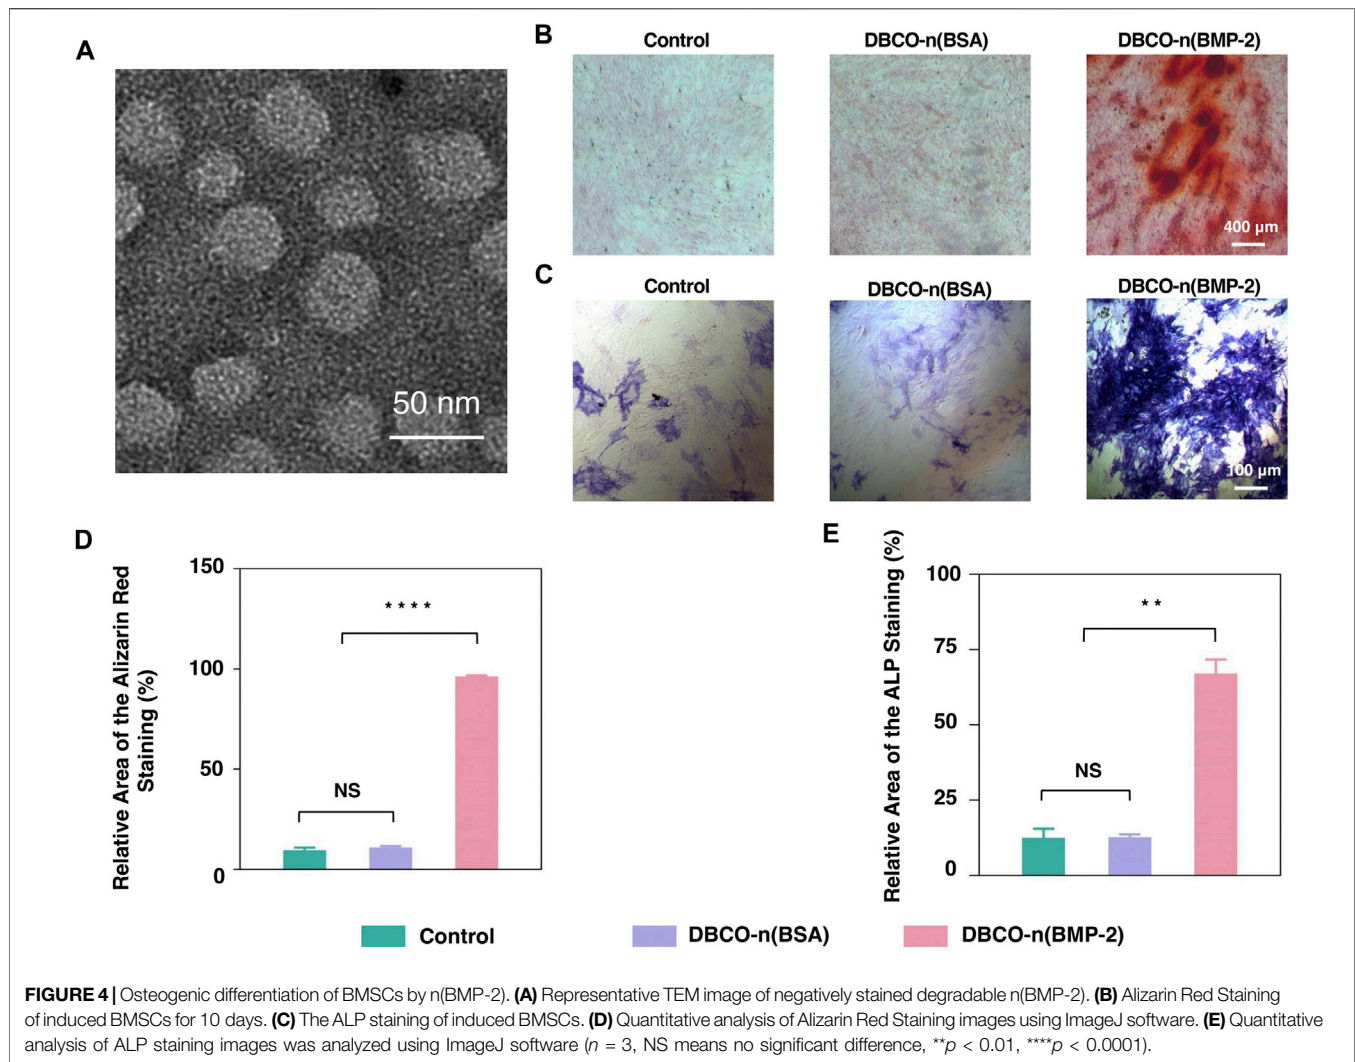 A
50 nm
B
Control
DBCO-n(BSA)
DBCO-n(BMP-2)
400 µm
C
Control
DBCO-n(BSA)
DBCO-n(BMP-2)
100 µm
D
Relative Area of the Alizarin Red
Staining (%)
150
100
50
0
****
NS
E
Relative Area of the ALP Staining (%)
100
75
50
25
0
**
NS
Control
DBCO-n(BSA)
DBCO-n(BMP-2)
FIGURE 4 | Osteogenic differentiation of BMSCs by n(BMP-2). (A) Representative TEM image of negatively stained degradable n(BMP-2). (B) Alizarin Red Staining
of induced BMSCs for 10 days. (C) The ALP staining of induced BMSCs. (D) Quantitative analysis of Alizarin Red Staining images using ImageJ software. (E) Quantitative
analysis of ALP staining images was analyzed using ImageJ software (n = 3, NS means no significant difference, **p < 0.01, ****p < 0.0001).